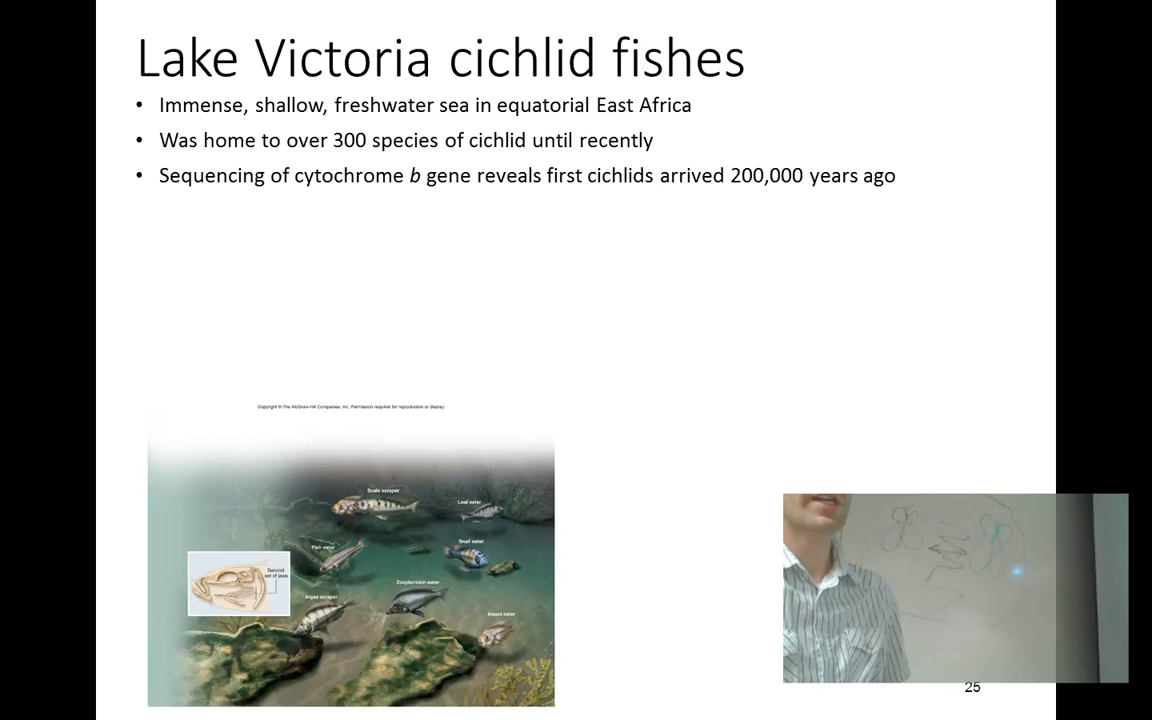 Lake Victoria cichlid fishes
• Immense, shallow, freshwater sea in equatorial East Africa
• Was home to over 300 species of cichlid until recently
• Sequencing of cytochrome b gene reveals first cichlids arrived 200,000 years ago
Copyright © The McGraw-Hill Companies, Inc. Permission required for reproduction or display.
Scale scraper
Leaf eater
Fish eater
Snail eater
Second
set of jaws
Zooplankton eater
Algae scraper
Insect eater
25